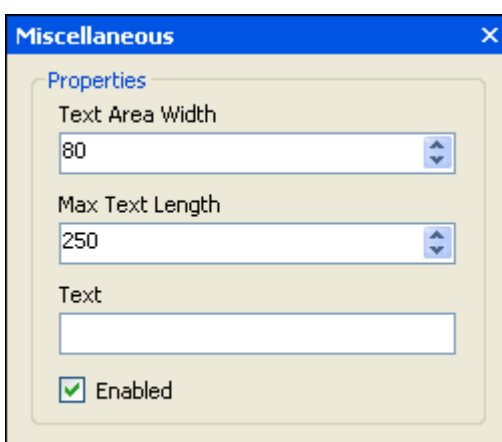 Miscellaneous
Properties
Text Area Width
80
Max Text Length
250
Text
Enabled